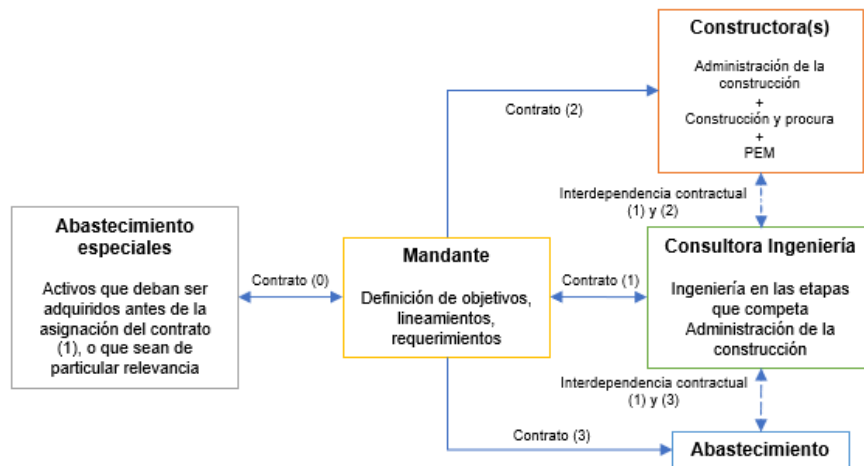 Constructora(s)
Administración de la
construcción
+
Construcción y procura
+
PEM
Contrato (2)
Interdependencia contractual
(1) y (2)
Abastecimiento
especiales
Activos que deban ser
adquiridos antes de la
asignación del contrato
(1), o que sean de
particular relevancia
Contrato (0)
Mandante
Definición de objetivos,
lineamientos,
requerimientos
Contrato (1)
Consultora Ingeniería
Ingeniería en las etapas
que competa
Administración de la
construcción
Interdependencia contractual
(1) y (3)
Contrato (3)
Abastecimiento